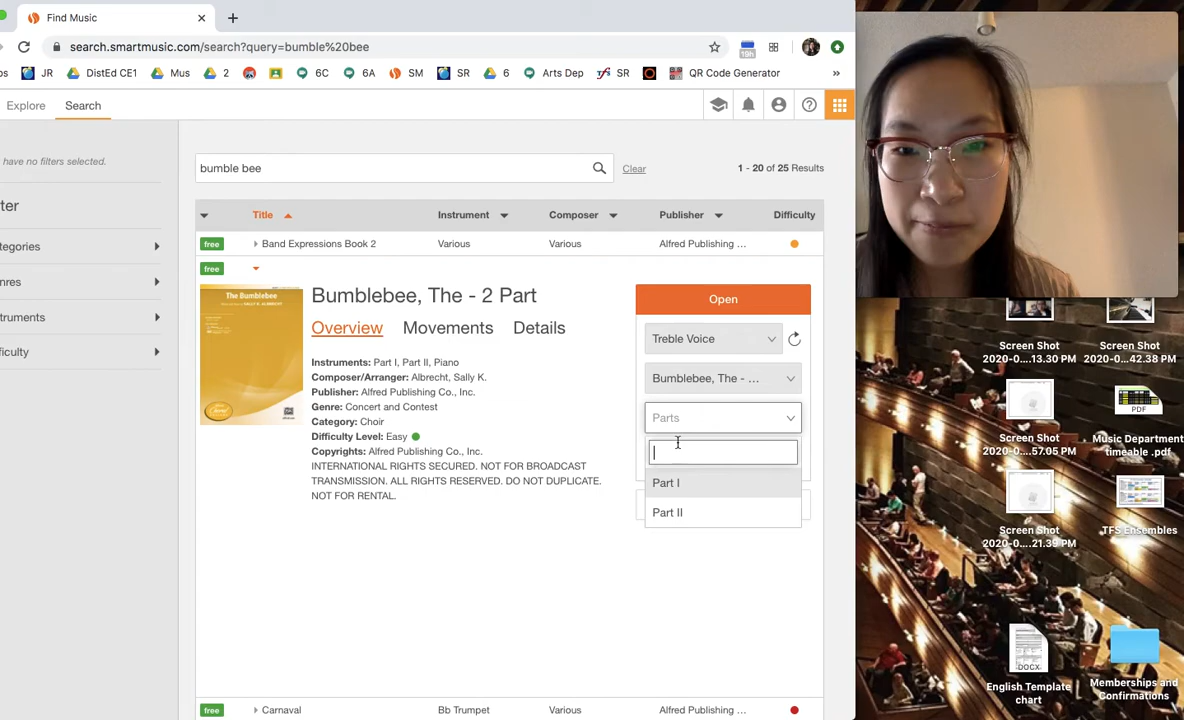 Find Music
search.smartmusic.com/search?query=bumble%20bee
19h
ps JR DistEd CE1 Mus 2 6C 6A SM SR 6 Arts Dep SR QR Code Generator »
Explore Search
have no filters selected.
bumble bee
Clear
1 - 20 of 25 Results
ter
tegories
nres
truments
ficulty
Title Instrument Composer Publisher Difficulty
free Band Expressions Book 2 Various Various Alfred Publishing ...
free
The Bumblebee
Bumblebee, The - 2 Part
Overview Movements Details
Instruments: Part I, Part II, Piano
Composer/Arranger: Albrecht, Sally K.
Publisher: Alfred Publishing Co., Inc.
Genre: Concert and Contest
Category: Choir
Difficulty Level: Easy
Copyrights: Alfred Publishing Co., Inc.
INTERNATIONAL RIGHTS SECURED. NOT FOR BROADCAST
TRANSMISSION. ALL RIGHTS RESERVED. DO NOT DUPLICATE.
NOT FOR RENTAL.
Open
Treble Voice
Bumblebee, The - ...
Parts
Part I
Part II
free Carnaval Bb Trumpet Various Alfred Publishing ...
Screen Shot
2020-0....13.30 PM
Screen Shot
2020-0...42.38 PM
Screen Shot
2020-0....57.05 PM
PDF
Music Department
timeable .pdf
Screen Shot
2020-0....21.39 PM
TFS Ensembles
DOCX
English Template
chart
Memberships and
Confirmations